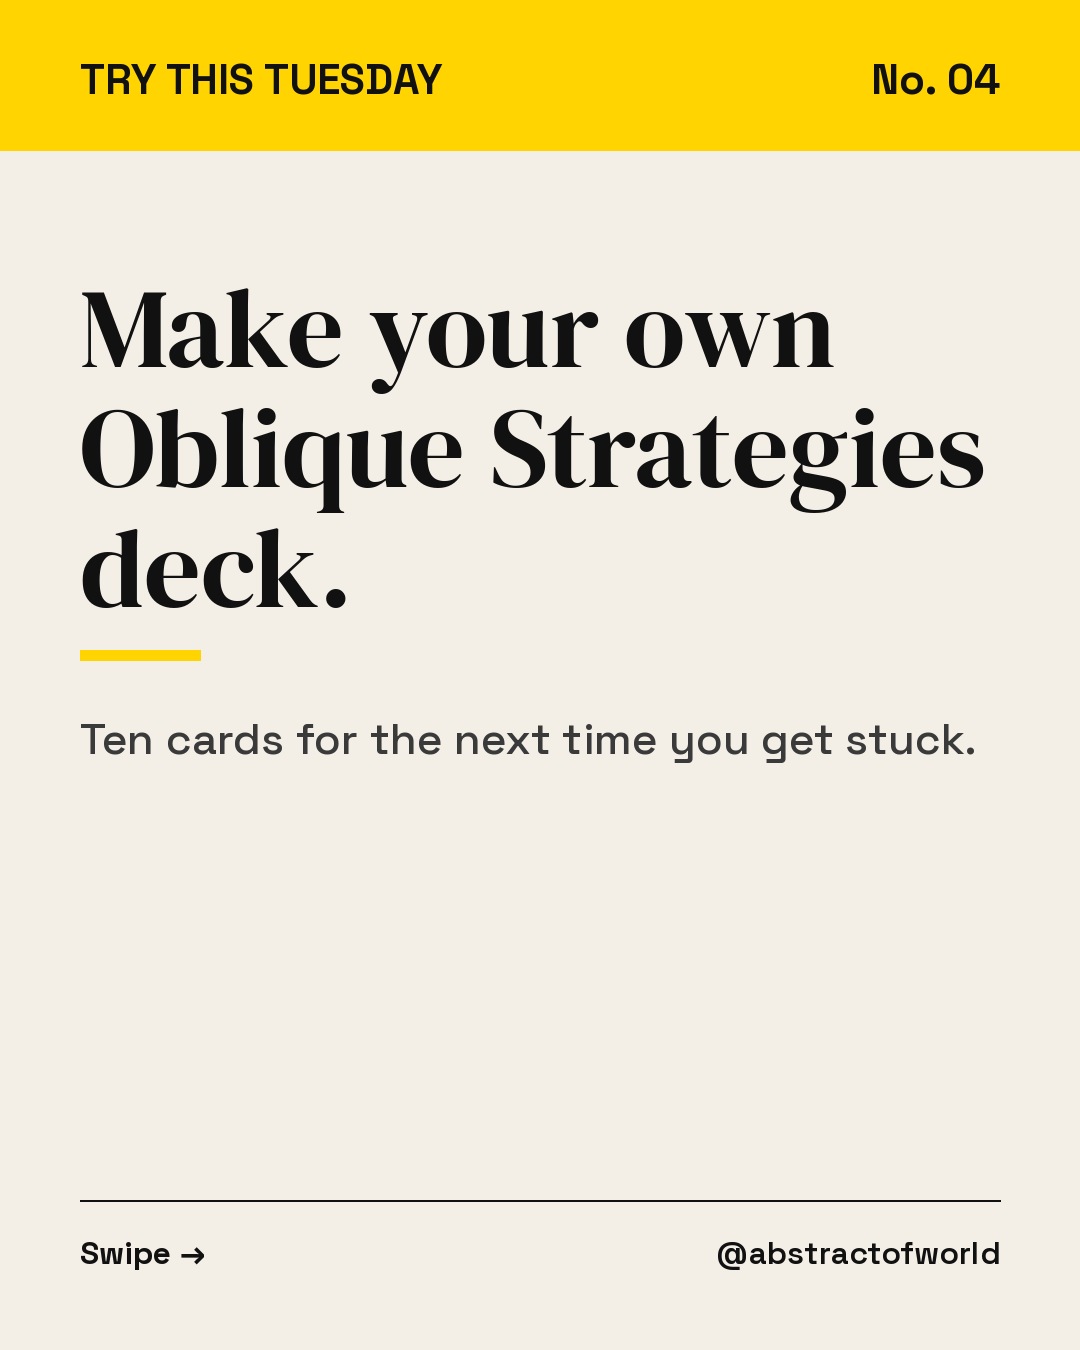 TRY THIS TUESDAY
No. 04
Make your own
Oblique Strategies
deck.
Ten cards for the next time you get stuck.
Swipe →
@abstractofworld